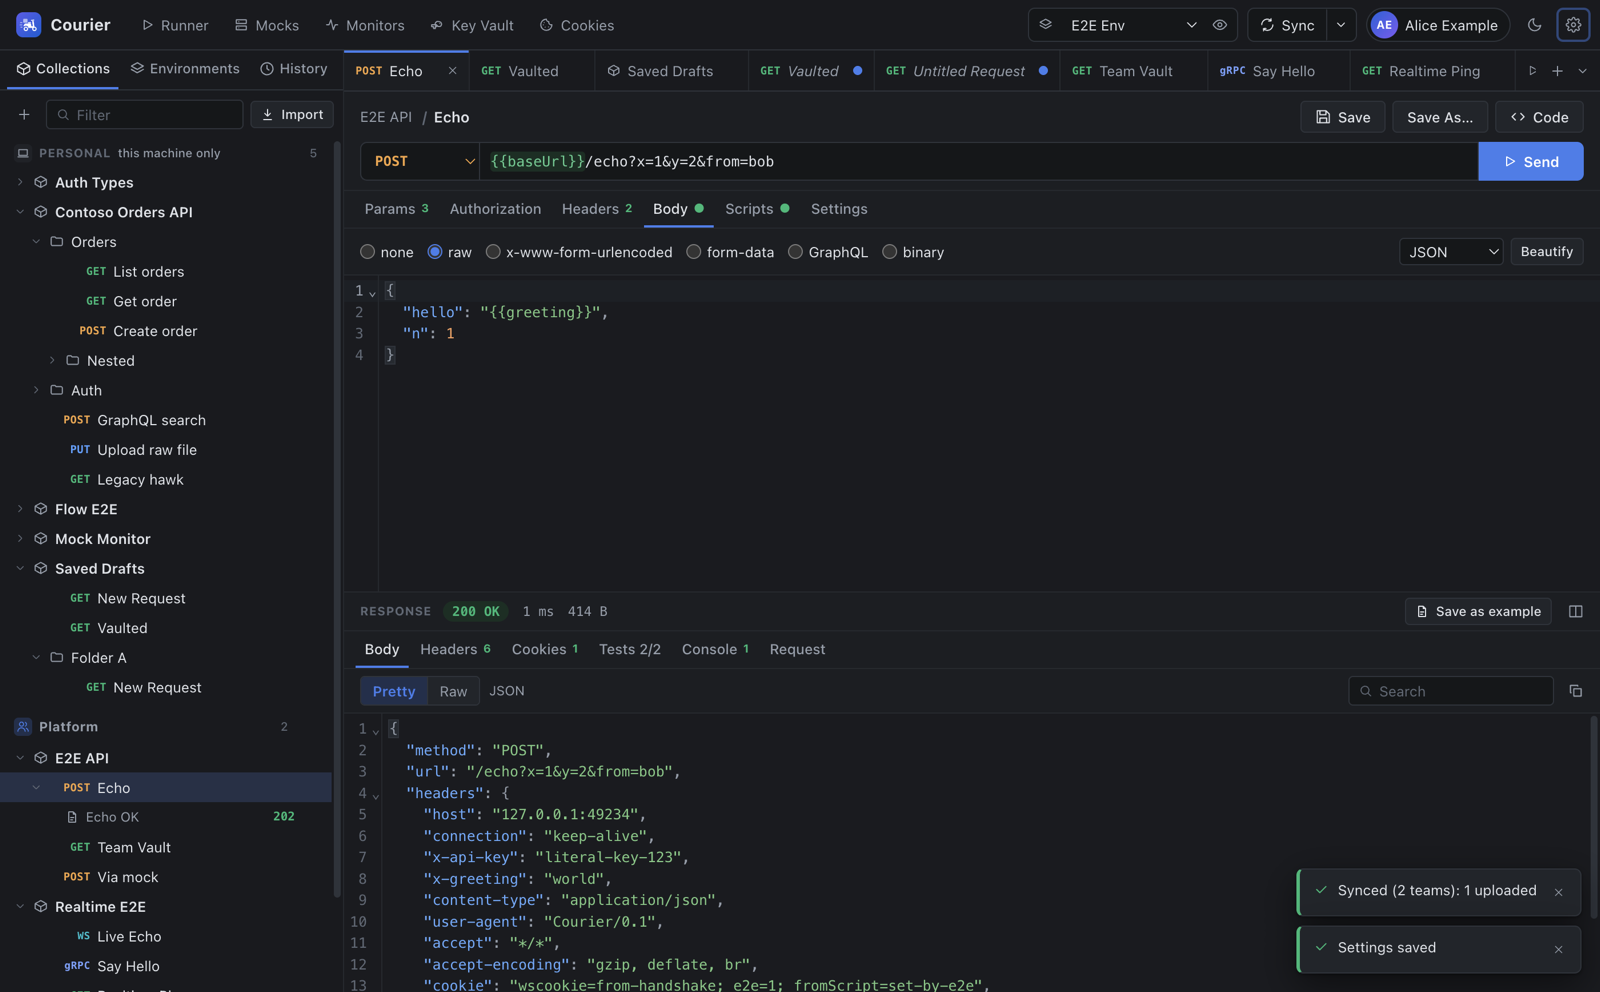 Courier
Runner
Mocks
Monitors
Key Vault
Cookies
E2E Env
Sync
AE Alice Example
Collections
Environments
History
POST Echo
GET Vaulted
Saved Drafts
GET Vaulted
GET Untitled Request
GET Team Vault
gRPC Say Hello
GET Realtime Ping
Filter
Import
PERSONAL this machine only 5
Auth Types
Contoso Orders API
Orders
GET List orders
GET Get order
POST Create order
Nested
Auth
POST GraphQL search
PUT Upload raw file
GET Legacy hawk
Flow E2E
Mock Monitor
Saved Drafts
GET New Request
GET Vaulted
Folder A
GET New Request
Platform 2
E2E API
POST Echo
Echo OK 202
GET Team Vault
POST Via mock
Realtime E2E
WS Live Echo
gRPC Say Hello
E2E API / Echo
Save
Save As...
Code
POST
{{baseUrl}}/echo?x=1&y=2&from=bob
Send
Params 3
Authorization
Headers 2
Body
Scripts
Settings
none
raw
x-www-form-urlencoded
form-data
GraphQL
binary
JSON
Beautify
1 {
2 "hello": "{{greeting}}",
3 "n": 1
4 }
RESPONSE 200 OK 1 ms 414 B
Save as example
Body
Headers 6
Cookies 1
Tests 2/2
Console 1
Request
Pretty
Raw
JSON
Search
1 {
2 "method": "POST",
3 "url": "/echo?x=1&y=2&from=bob",
4 "headers": {
5 "host": "127.0.0.1:49234",
6 "connection": "keep-alive",
7 "x-api-key": "literal-key-123",
8 "x-greeting": "world",
9 "content-type": "application/json",
10 "user-agent": "Courier/0.1",
11 "accept": "*/*",
12 "accept-encoding": "gzip, deflate, br",
13 "cookie": "wscookie=from-handshake; e2e=1; fromScript=set-by-e2e",
Synced (2 teams): 1 uploaded
Settings saved